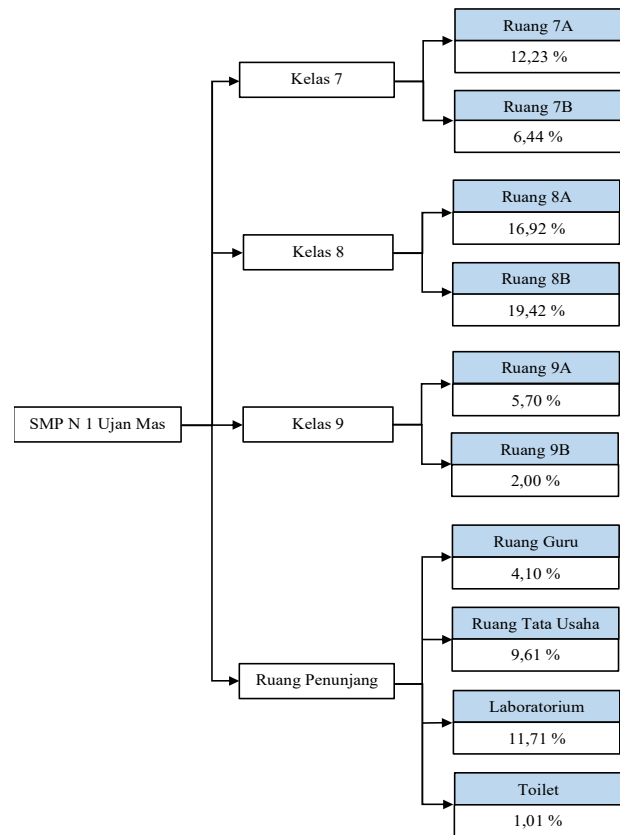 SMP N 1 Ujan Mas
Kelas 7
Ruang 7A
12,23 %
Ruang 7B
6,44 %
Kelas 8
Ruang 8A
16,92 %
Ruang 8B
19,42 %
Kelas 9
Ruang 9A
5,70 %
Ruang 9B
2,00 %
Ruang Penunjang
Ruang Guru
4,10 %
Ruang Tata Usaha
9,61 %
Laboratorium
11,71 %
Toilet
1,01 %